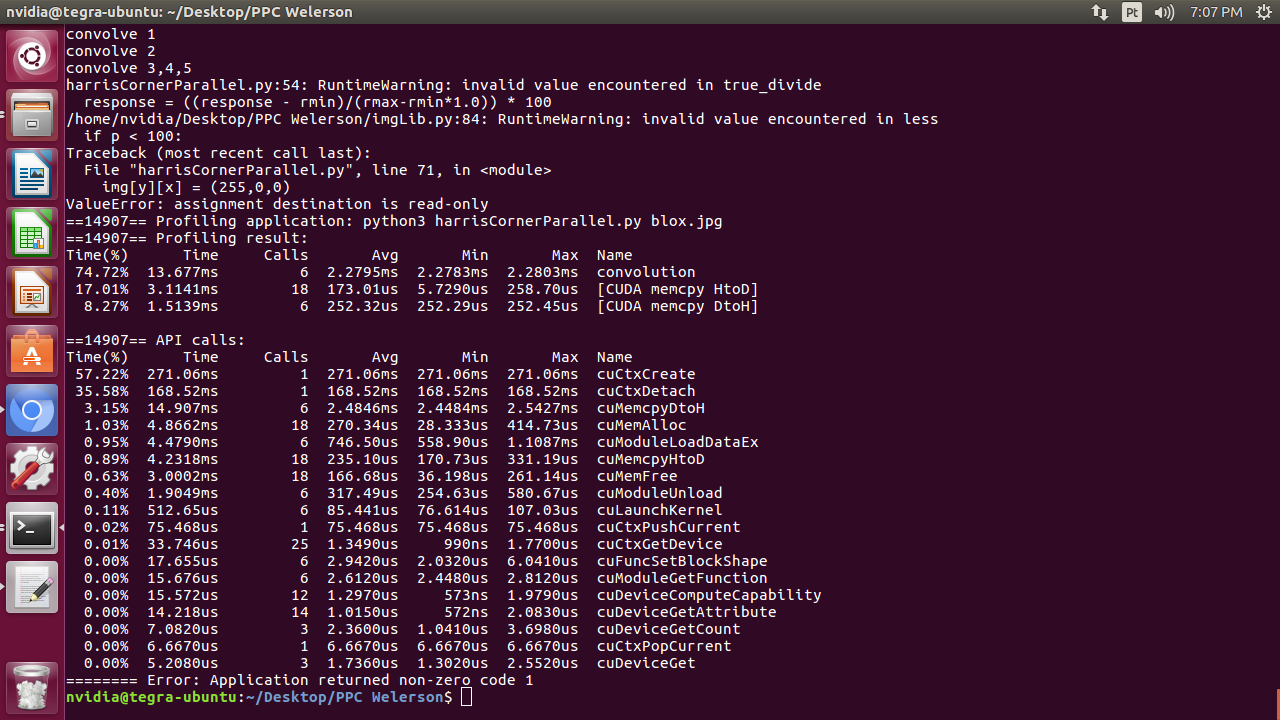 nvidia@tegra-ubuntu: ~/Desktop/PPC Welerson
Pt
7:07 PM
convolve 1
convolve 2
convolve 3,4,5
harrisCornerParallel.py:54: RuntimeWarning: invalid value encountered in true_divide
  response = ((response - rmin)/(rmax-rmin*1.0)) * 100
/home/nvidia/Desktop/PPC Welerson/imgLib.py:84: RuntimeWarning: invalid value encountered in less
  if p < 100:
Traceback (most recent call last):
  File "harrisCornerParallel.py", line 71, in <module>
    img[y][x] = (255,0,0)
ValueError: assignment destination is read-only
==14907== Profiling application: python3 harrisCornerParallel.py blox.jpg
==14907== Profiling result:
Time(%)      Time     Calls       Avg       Min       Max  Name
 74.72%  13.677ms         6  2.2795ms  2.2783ms  2.2803ms  convolution
 17.01%  3.1141ms        18  173.01us  5.7290us  258.70us  [CUDA memcpy HtoD]
  8.27%  1.5139ms         6  252.32us  252.29us  252.45us  [CUDA memcpy DtoH]

==14907== API calls:
Time(%)      Time     Calls       Avg       Min       Max  Name
 57.22%  271.06ms         1  271.06ms  271.06ms  271.06ms  cuCtxCreate
 35.58%  168.52ms         1  168.52ms  168.52ms  168.52ms  cuCtxDetach
  3.15%  14.907ms         6  2.4846ms  2.4484ms  2.5427ms  cuMemcpyDtoH
  1.03%  4.8662ms        18  270.34us  28.333us  414.73us  cuMemAlloc
  0.95%  4.4790ms         6  746.50us  558.90us  1.1087ms  cuModuleLoadDataEx
  0.89%  4.2318ms        18  235.10us  170.73us  331.19us  cuMemcpyHtoD
  0.63%  3.0002ms        18  166.68us  36.198us  261.14us  cuMemFree
  0.40%  1.9049ms         6  317.49us  254.63us  580.67us  cuModuleUnload
  0.11%  512.65us         6  85.441us  76.614us  107.03us  cuLaunchKernel
  0.02%  75.468us         1  75.468us  75.468us  75.468us  cuCtxPushCurrent
  0.01%  33.746us        25  1.3490us     990ns  1.7700us  cuCtxGetDevice
  0.00%  17.655us         6  2.9420us  2.0320us  6.0410us  cuFuncSetBlockShape
  0.00%  15.676us         6  2.6120us  2.4480us  2.8120us  cuModuleGetFunction
  0.00%  15.572us        12  1.2970us     573ns  1.9790us  cuDeviceComputeCapability
  0.00%  14.218us        14  1.0150us     572ns  2.0830us  cuDeviceGetAttribute
  0.00%  7.0820us         3  2.3600us  1.0410us  3.6980us  cuDeviceGetCount
  0.00%  6.6670us         1  6.6670us  6.6670us  6.6670us  cuCtxPopCurrent
  0.00%  5.2080us         3  1.7360us  1.3020us  2.5520us  cuDeviceGet
======== Error: Application returned non-zero code 1
nvidia@tegra-ubuntu:~/Desktop/PPC Welerson$